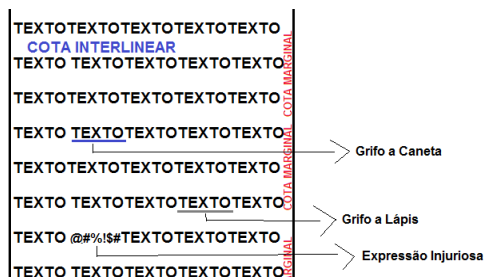 TEXTOTEXTOTEXTOTEXTOTEXTO
COTA INTERLINEAR
TEXTO TEXTOTEXTOTEXTOTEXTO
TEXTOTEXTOTEXTOTEXTOTEXTO
COTA MARGINAL
TEXTO TEXTOTEXTOTEXTOTEXTO
Grifo a Caneta
TEXTOTEXTOTEXTOTEXTOTEXTO
COTA MARGINAL
TEXTO TEXTOTEXTOTEXTOTEXTO
Grifo a Lápis
TEXTO @#%!$#TEXTOTEXTOTEXTO
Expressão Injuriosa
TEXTO TEXTOTEXTOTEXTOTEXTO